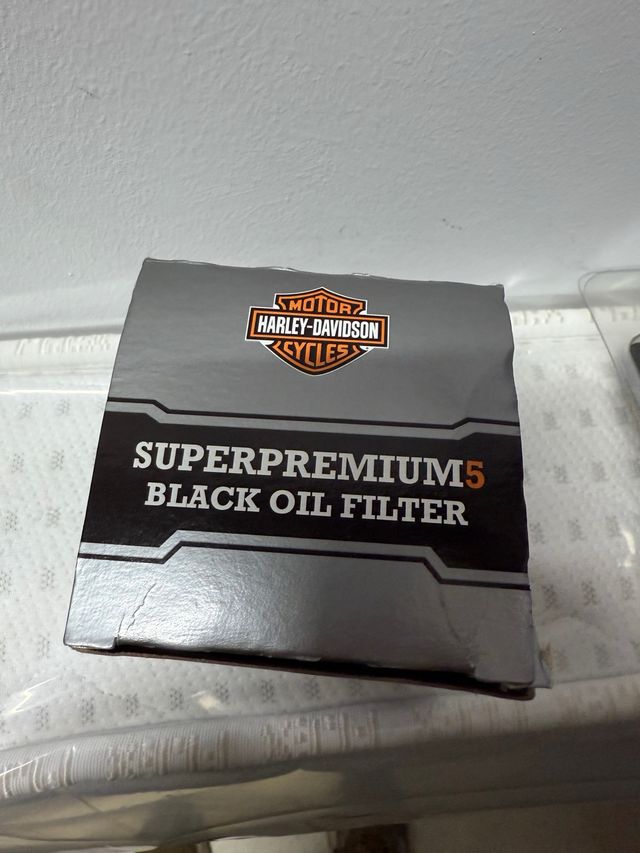 MOTOR
HARLEY-DAVIDSON
CYCLES
SUPERPREMIUM5
BLACK OIL FILTER